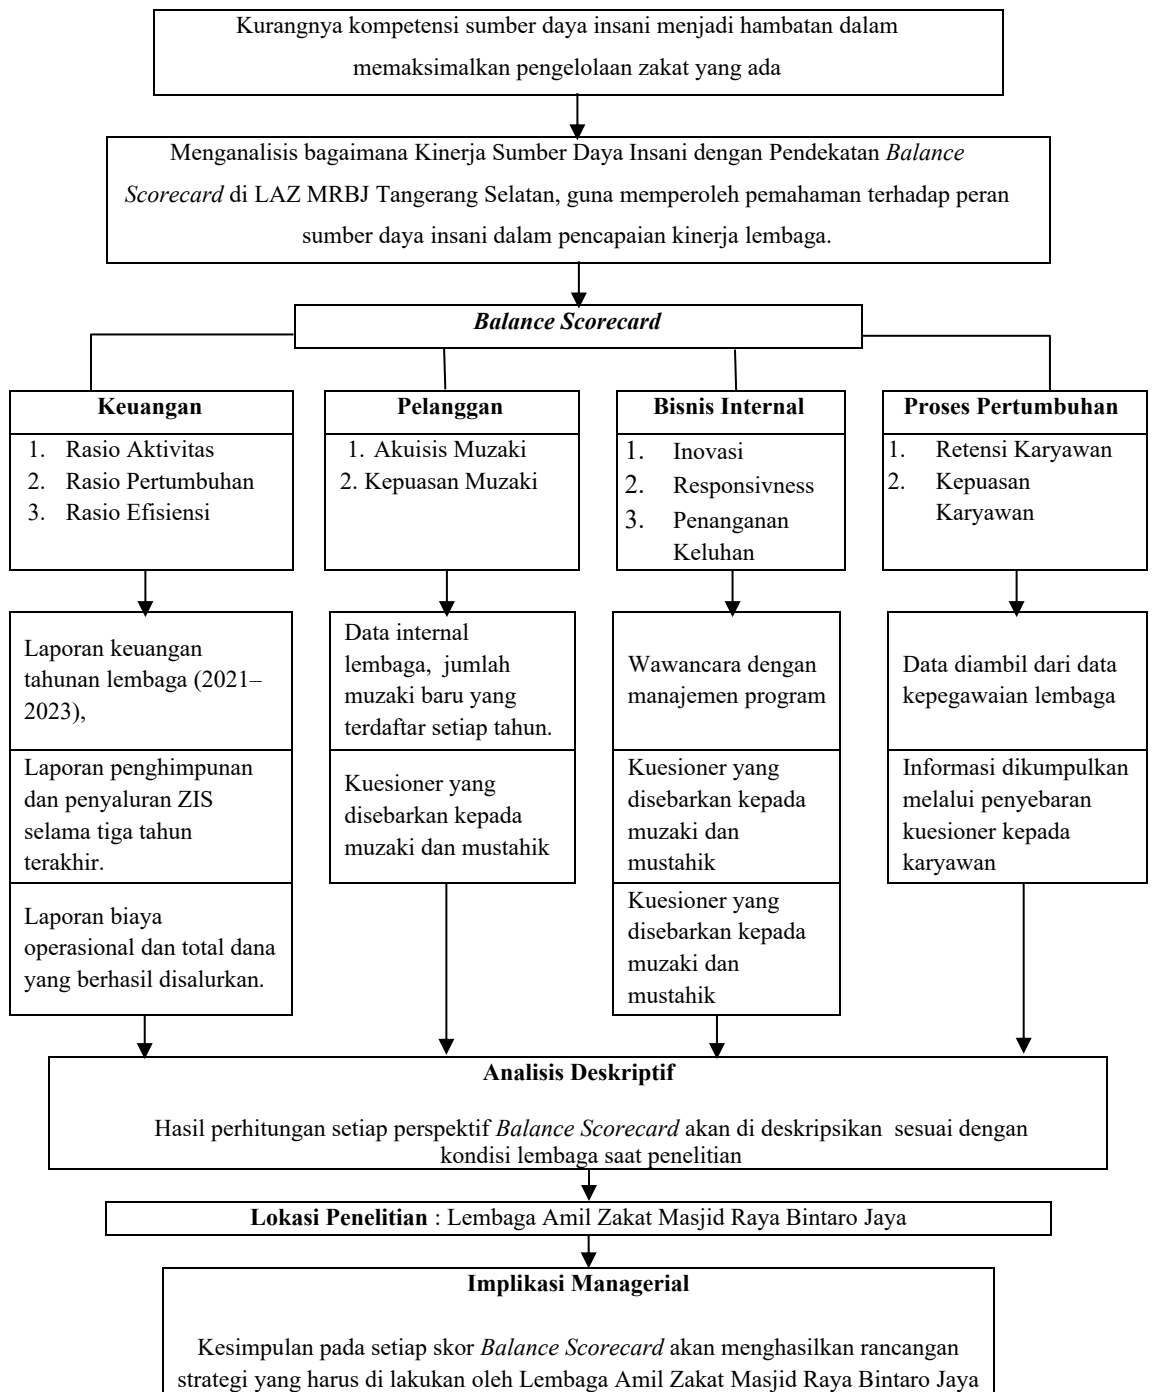 Kurangnya kompetensi sumber daya insani menjadi hambatan dalam
memaksimalkan pengelolaan zakat yang ada
Menganalisis bagaimana Kinerja Sumber Daya Insani dengan Pendekatan Balance
Scorecard di LAZ MRBJ Tangerang Selatan, guna memperoleh pemahaman terhadap peran
sumber daya insani dalam pencapaian kinerja lembaga.
Balance Scorecard
Keuangan
1. Rasio Aktivitas
2. Rasio Pertumbuhan
3. Rasio Efisiensi
Pelanggan
1. Akuisis Muzaki
2. Kepuasan Muzaki
Bisnis Internal
1. Inovasi
2. Responsivness
3. Penanganan
Keluhan
Proses Pertumbuhan
1. Retensi Karyawan
2. Kepuasan
Karyawan
Laporan keuangan
tahunan lembaga (2021–
2023),
Laporan penghimpunan
dan penyaluran ZIS
selama tiga tahun
terakhir.
Laporan biaya
operasional dan total dana
yang berhasil disalurkan.
Data internal
lembaga, jumlah
muzaki baru yang
terdaftar setiap tahun.
Kuesioner yang
disebarkan kepada
muzaki dan mustahik
Wawancara dengan
manajemen program
Kuesioner yang
disebarkan kepada
muzaki dan
mustahik
Kuesioner yang
disebarkan kepada
muzaki dan
mustahik
Data diambil dari data
kepegawaian lembaga
Informasi dikumpulkan
melalui penyebaran
kuesioner kepada
karyawan
Analisis Deskriptif
Hasil perhitungan setiap perspektif Balance Scorecard akan di deskripsikan sesuai dengan
kondisi lembaga saat penelitian
Lokasi Penelitian : Lembaga Amil Zakat Masjid Raya Bintaro Jaya
Implikasi Managerial
Kesimpulan pada setiap skor Balance Scorecard akan menghasilkan rancangan
strategi yang harus di lakukan oleh Lembaga Amil Zakat Masjid Raya Bintaro Jaya